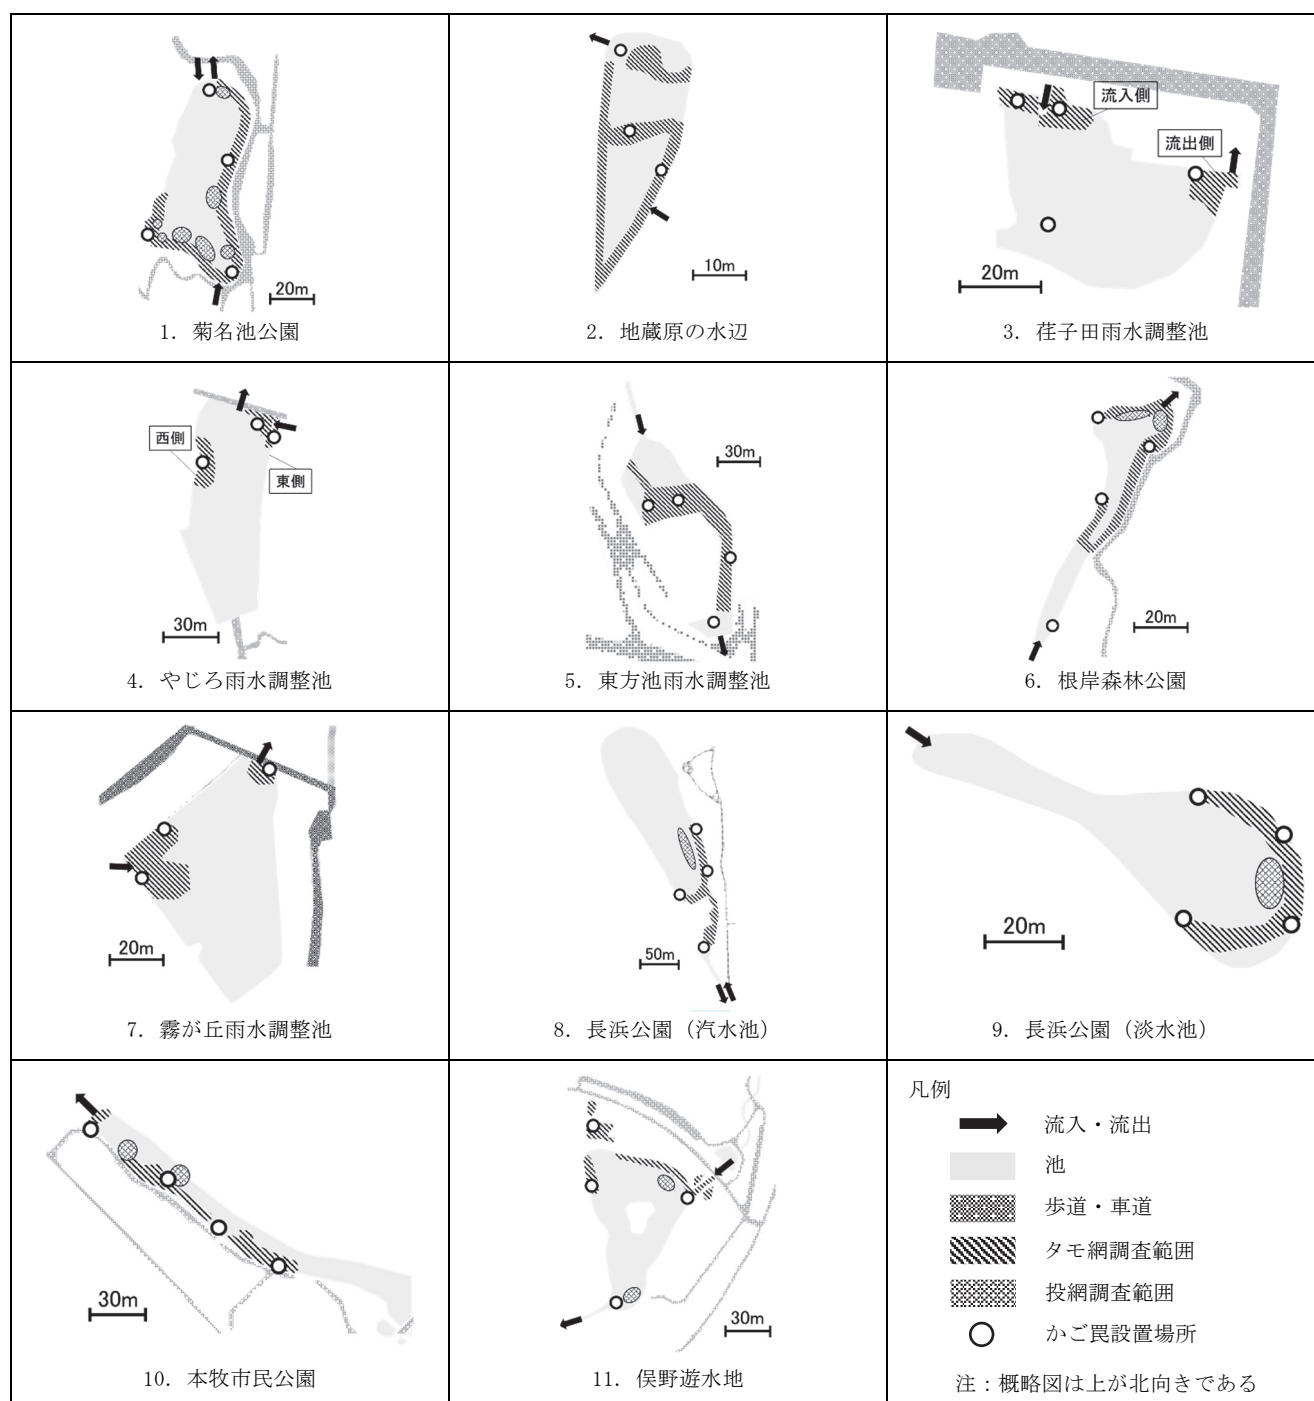 20m
1. 菊名池公園
10m
2. 地蔵原の水辺
流入側
流出側
20m
3. 荏子田雨水調整池
西側
東側
30m
4. やじろ雨水調整池
30m
5. 東方池雨水調整池
20m
6. 根岸森林公園
20m
7. 霧が丘雨水調整池
50m
8. 長浜公園（汽水池）
20m
9. 長浜公園（淡水池）
30m
10. 本牧市民公園
30m
11. 俣野遊水地
凡例
流入・流出
池
歩道・車道
タモ網調査範囲
投網調査範囲
かご罠設置場所
注：概略図は上が北向きである